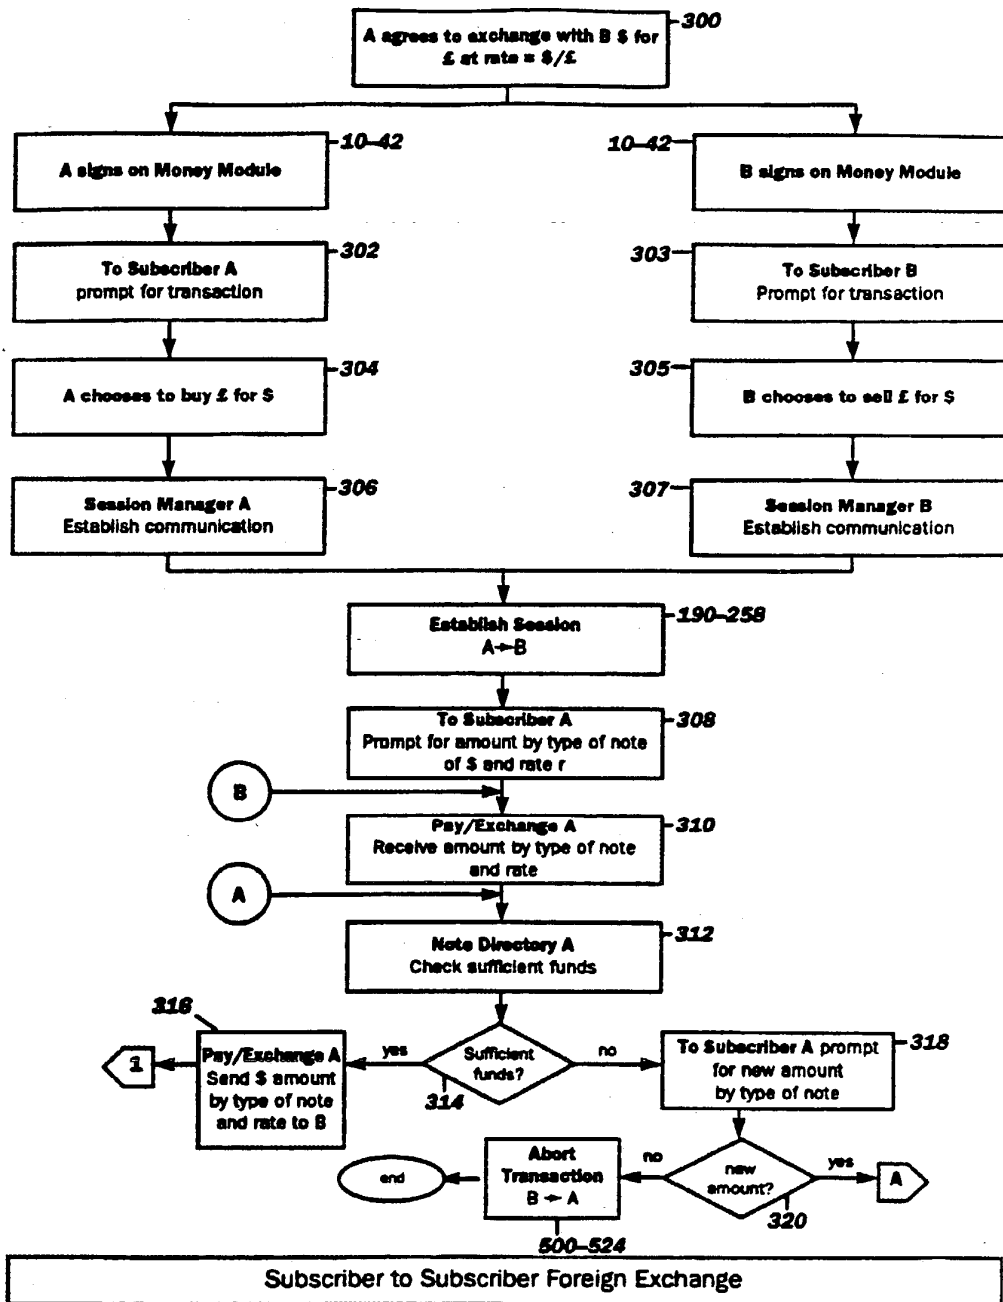 300
A agrees to exchange with B $ for
£ at rate = $/£
10–42
A signs on Money Module
10–42
B signs on Money Module
302
To Subscriber A
prompt for transaction
303
To Subscriber B
Prompt for transaction
304
A chooses to buy £ for $
305
B chooses to sell £ for $
306
Session Manager A
Establish communication
307
Session Manager B
Establish communication
190–258
Establish Session
A→B
308
To Subscriber A
Prompt for amount by type of note
of $ and rate r
B
310
Pay/Exchange A
Receive amount by type of note
and rate
A
312
Note Directory A
Check sufficient funds
316
1
Pay/Exchange A
Send $ amount
by type of note
and rate to B
yes
Sufficient
funds?
314
no
318
To Subscriber A prompt
for new amount
by type of note
end
Abort
Transaction
B → A
500–524
no
new
amount?
320
yes
A
Subscriber to Subscriber Foreign Exchange